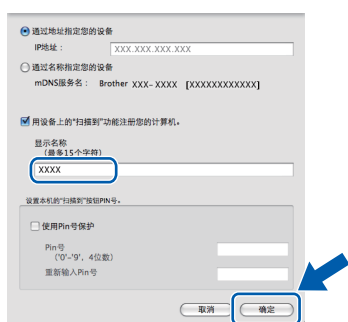 通过地址指定您的设备
IP地址： XXX.XXX.XXX.XXX
通过名称指定您的设备
mDNS服务名： Brother XXX-XXXX [XXXXXXXXXXXX]
用设备上的“扫描到”功能注册您的计算机。
显示名称
(最多15个字符)
XXXX
设置本机的“扫描到”按钮PIN号。
使用Pin号保护
Pin号
('0'-'9', 4位数)
重新输入Pin号
取消 确定